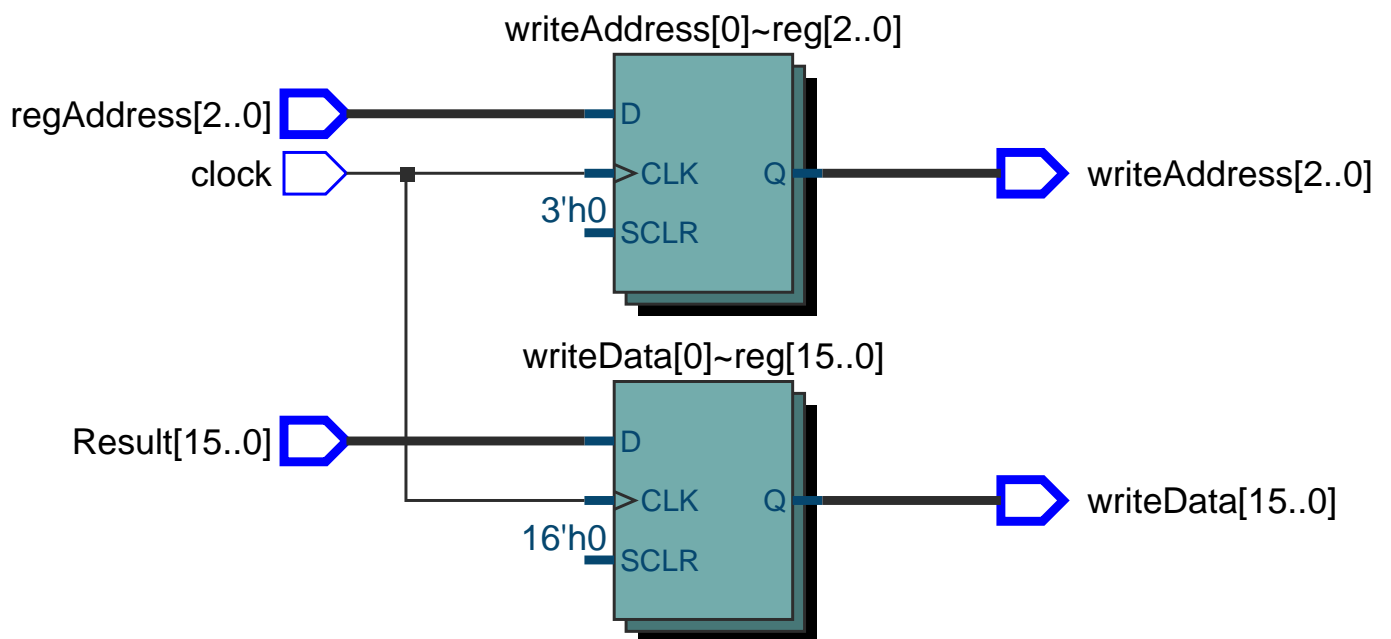 writeAddress[0]~reg[2..0]
regAddress[2..0]
D
clock
CLK
Q
writeAddress[2..0]
3'h0
SCLR
writeData[0]~reg[15..0]
Result[15..0]
D
CLK
Q
writeData[15..0]
16'h0
SCLR